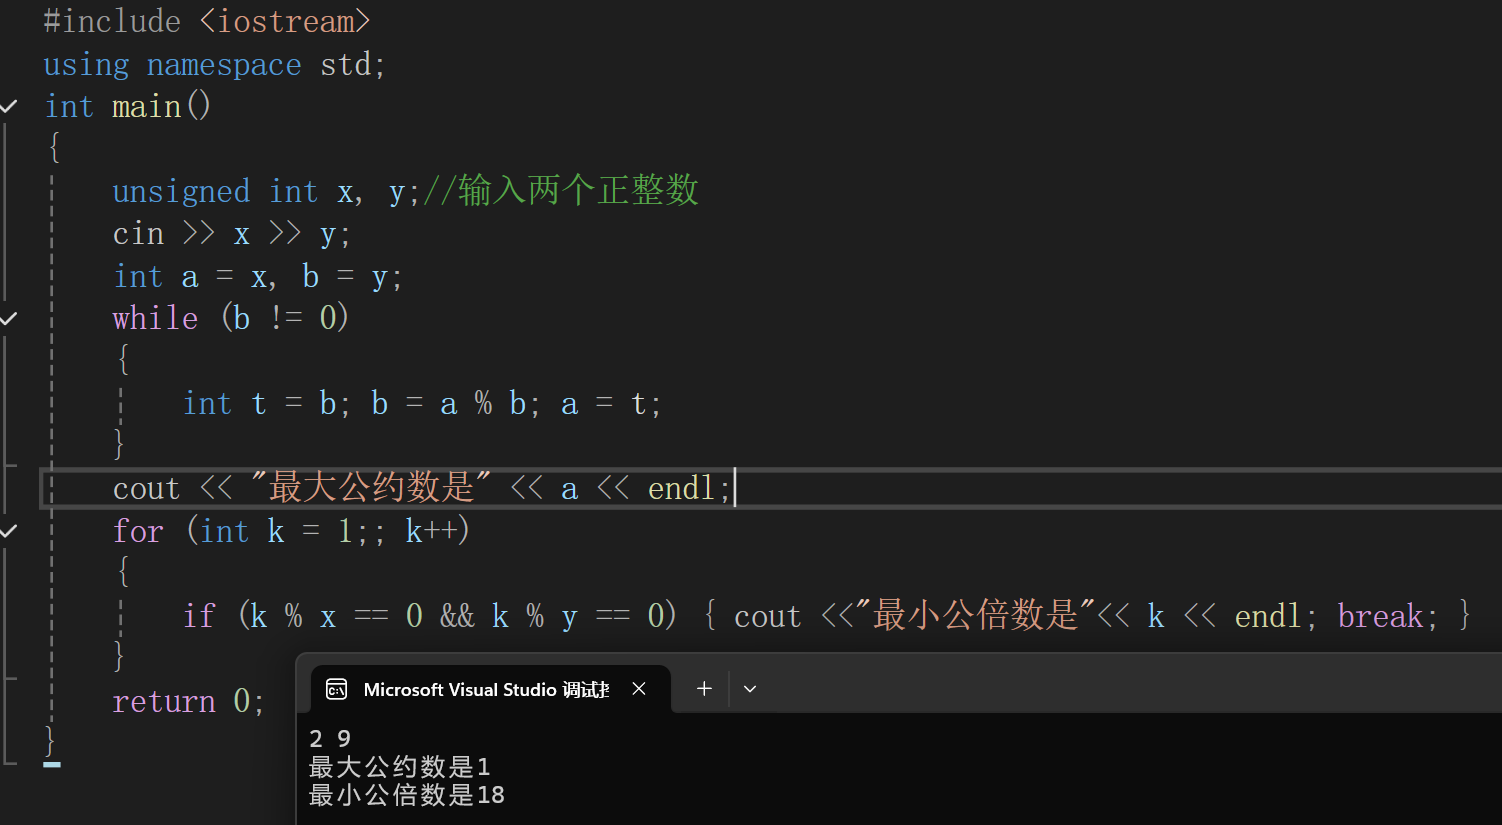 #include <iostream>
using namespace std;
int main()
{
unsigned int x, y;//输入两个正整数
cin >> x >> y;
int a = x, b = y;
while (b != 0)
{
int t = b; b = a % b; a = t;
}
cout << "最大公约数是" << a << endl;
for (int k = 1;; k++)
{
if (k % x == 0 && k % y == 0) { cout <<"最小公倍数是"<< k << endl; break; }
}
return 0;
}
Microsoft Visual Studio 调试
2 9
最大公约数是1
最小公倍数是18